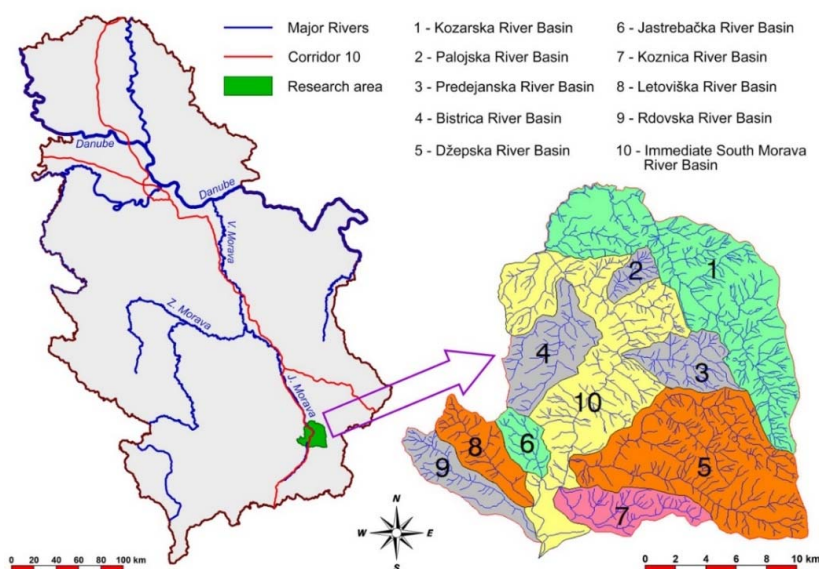 Major Rivers
Corridor 10
Research area
1 - Kozarska River Basin
2 - Palojska River Basin
3 - Predejanska River Basin
4 - Bistrica River Basin
5 - Džepska River Basin
6 - Jastrebačka River Basin
7 - Koznica River Basin
8 - Letoviška River Basin
9 - Rdovska River Basin
10 - Immediate South Morava
River Basin
Danube
Danube
V. Morava
Z. Morava
J. Morava
1
2
3
4
10
5
6
8
9
7
N
W E
S
0 20 40 60 80 100 km
0 2 4 6 8 10 km